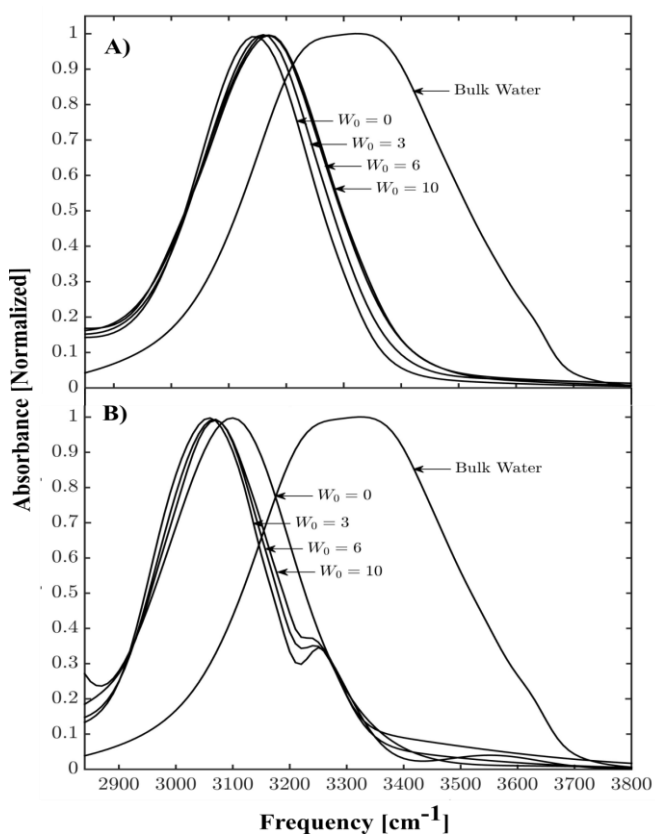 A)
1
0.9
0.8
0.7
0.6
0.5
0.4
0.3
0.2
0.1
0
Bulk Water
W₀ = 0
W₀ = 3
W₀ = 6
W₀ = 10
Absorbance [Normalized]
B)
1
0.9
0.8
0.7
0.6
0.5
0.4
0.3
0.2
0.1
0
Bulk Water
W₀ = 0
W₀ = 3
W₀ = 6
W₀ = 10
2900 3000 3100 3200 3300 3400 3500 3600 3700 3800
Frequency [cm⁻¹]